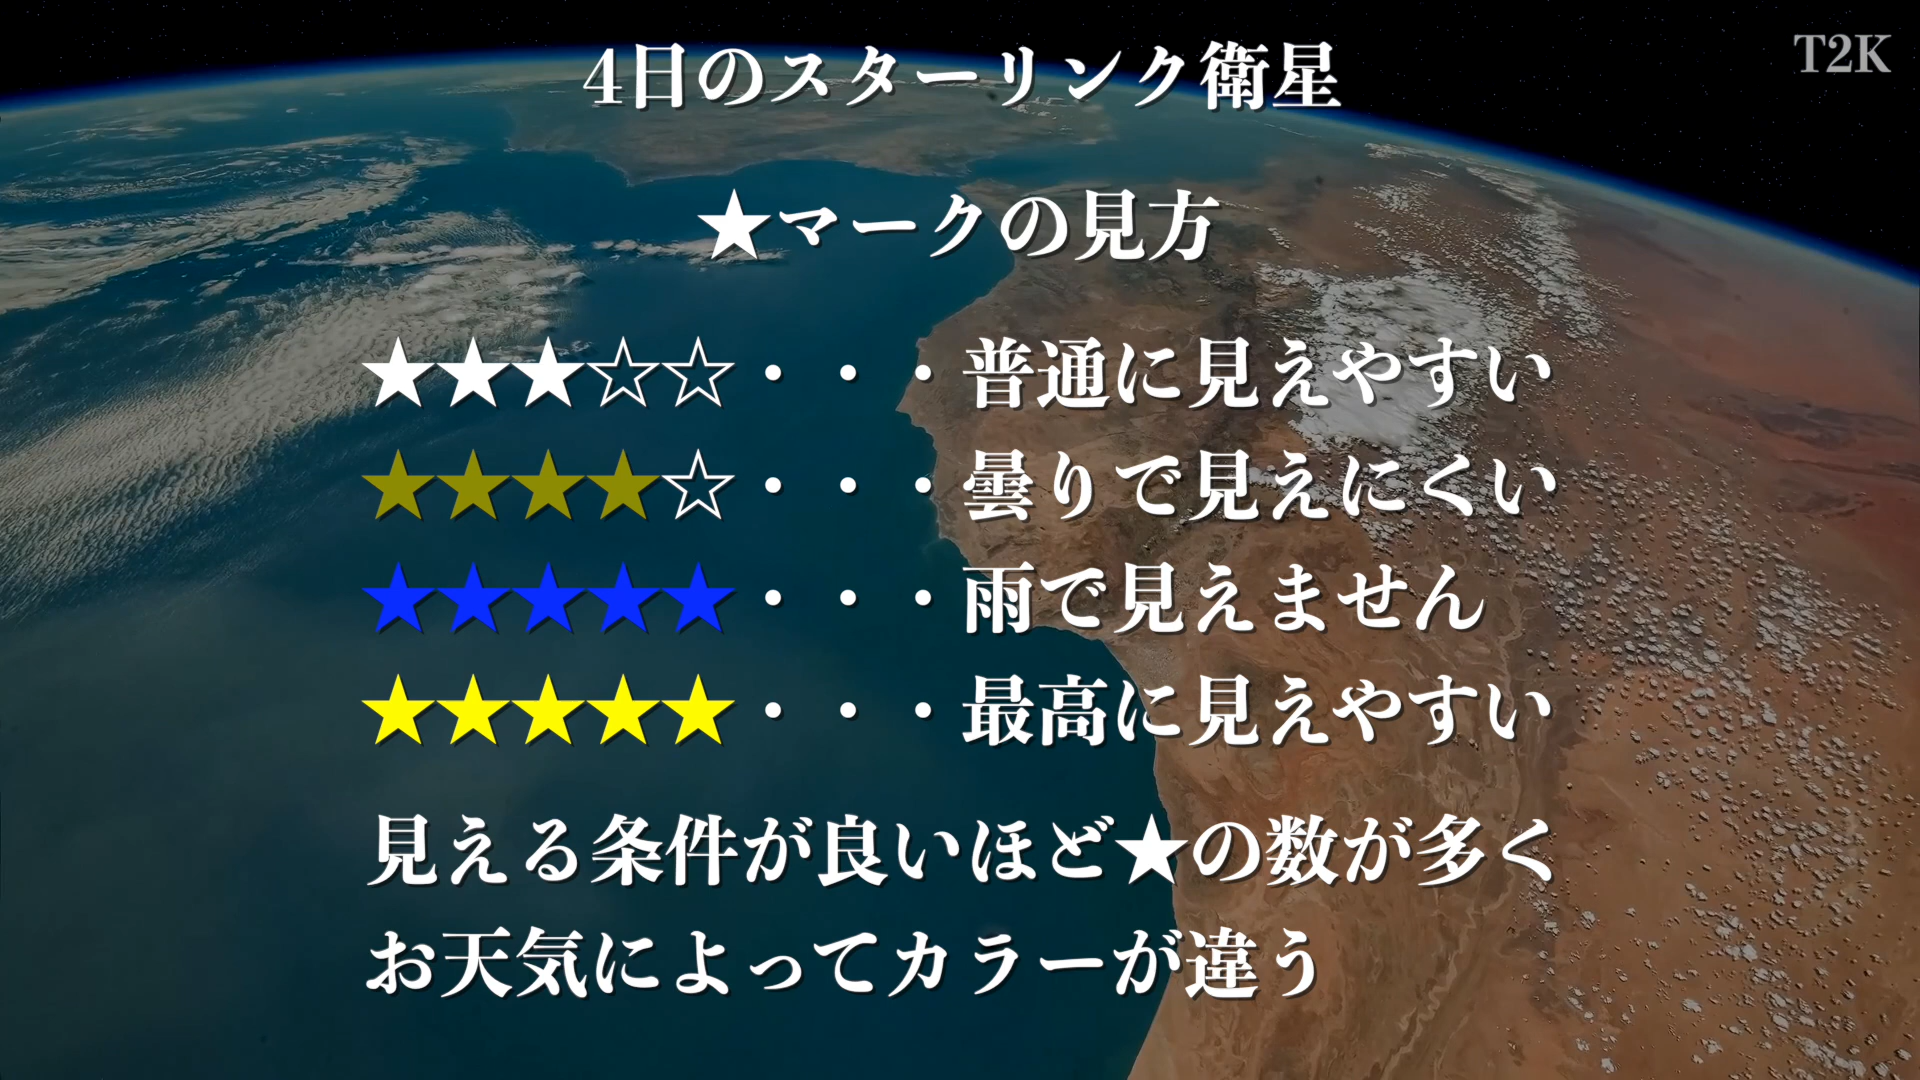 4日のスターリンク衛星
T2K
★マークの見方
★★★☆☆・・・普通に見えやすい
★★★★☆・・・曇りで見えにくい
★★★★★・・・雨で見えません
★★★★★・・・最高に見えやすい
見える条件が良いほど★の数が多く
お天気によってカラーが違う